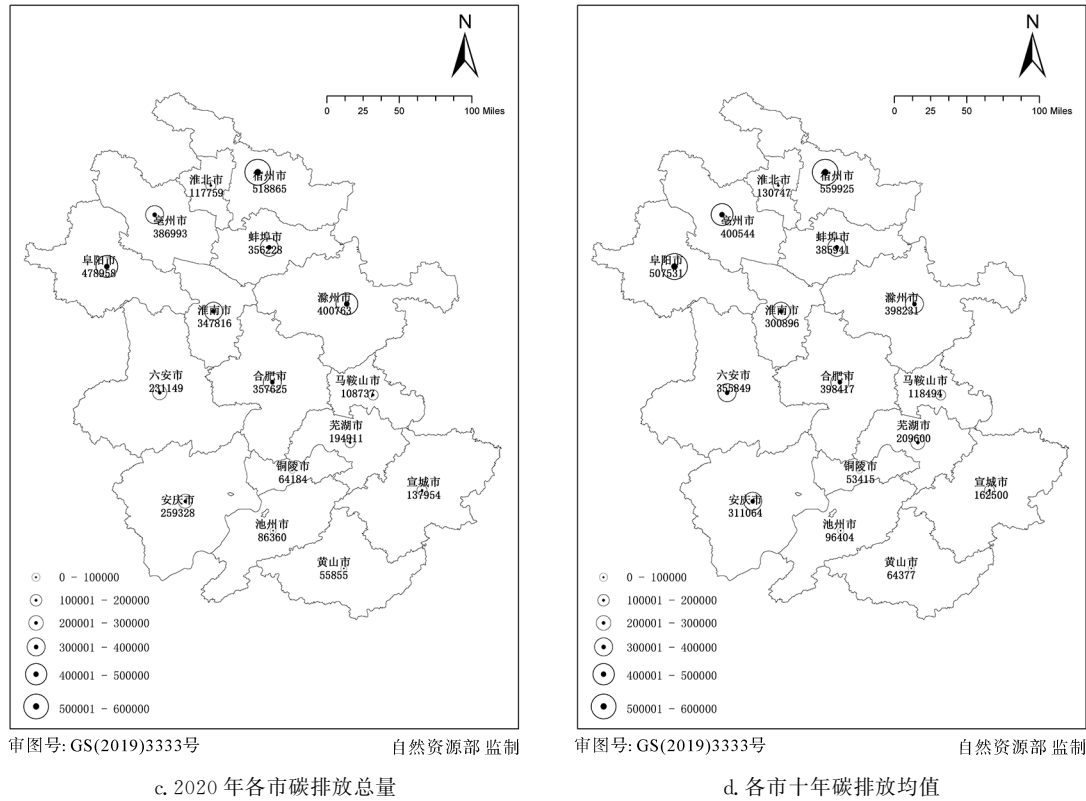 N
0 25 50 100 Miles
淮北市
117759
宿州市
518865
亳州市
386993
蚌埠市
356228
阜阳市
478958
滁州市
400763
淮南市
347816
六安市
231149
合肥市
357625
马鞍山市
108737
芜湖市
194911
铜陵市
64184
宣城市
137954
安庆市
259328
池州市
86360
黄山市
55855
0 - 100000
100001 - 200000
200001 - 300000
300001 - 400000
400001 - 500000
500001 - 600000
审图号: GS(2019)3333号
自然资源部 监制
c. 2020 年各市碳排放总量
N
0 25 50 100 Miles
淮北市
130747
宿州市
559925
亳州市
400544
蚌埠市
385941
阜阳市
507531
滁州市
398231
淮南市
300896
六安市
355849
合肥市
398417
马鞍山市
118494
芜湖市
209600
铜陵市
53415
宣城市
162600
安庆市
311064
池州市
96404
黄山市
64377
0 - 100000
100001 - 200000
200001 - 300000
300001 - 400000
400001 - 500000
500001 - 600000
审图号: GS(2019)3333号
自然资源部 监制
d. 各市十年碳排放均值